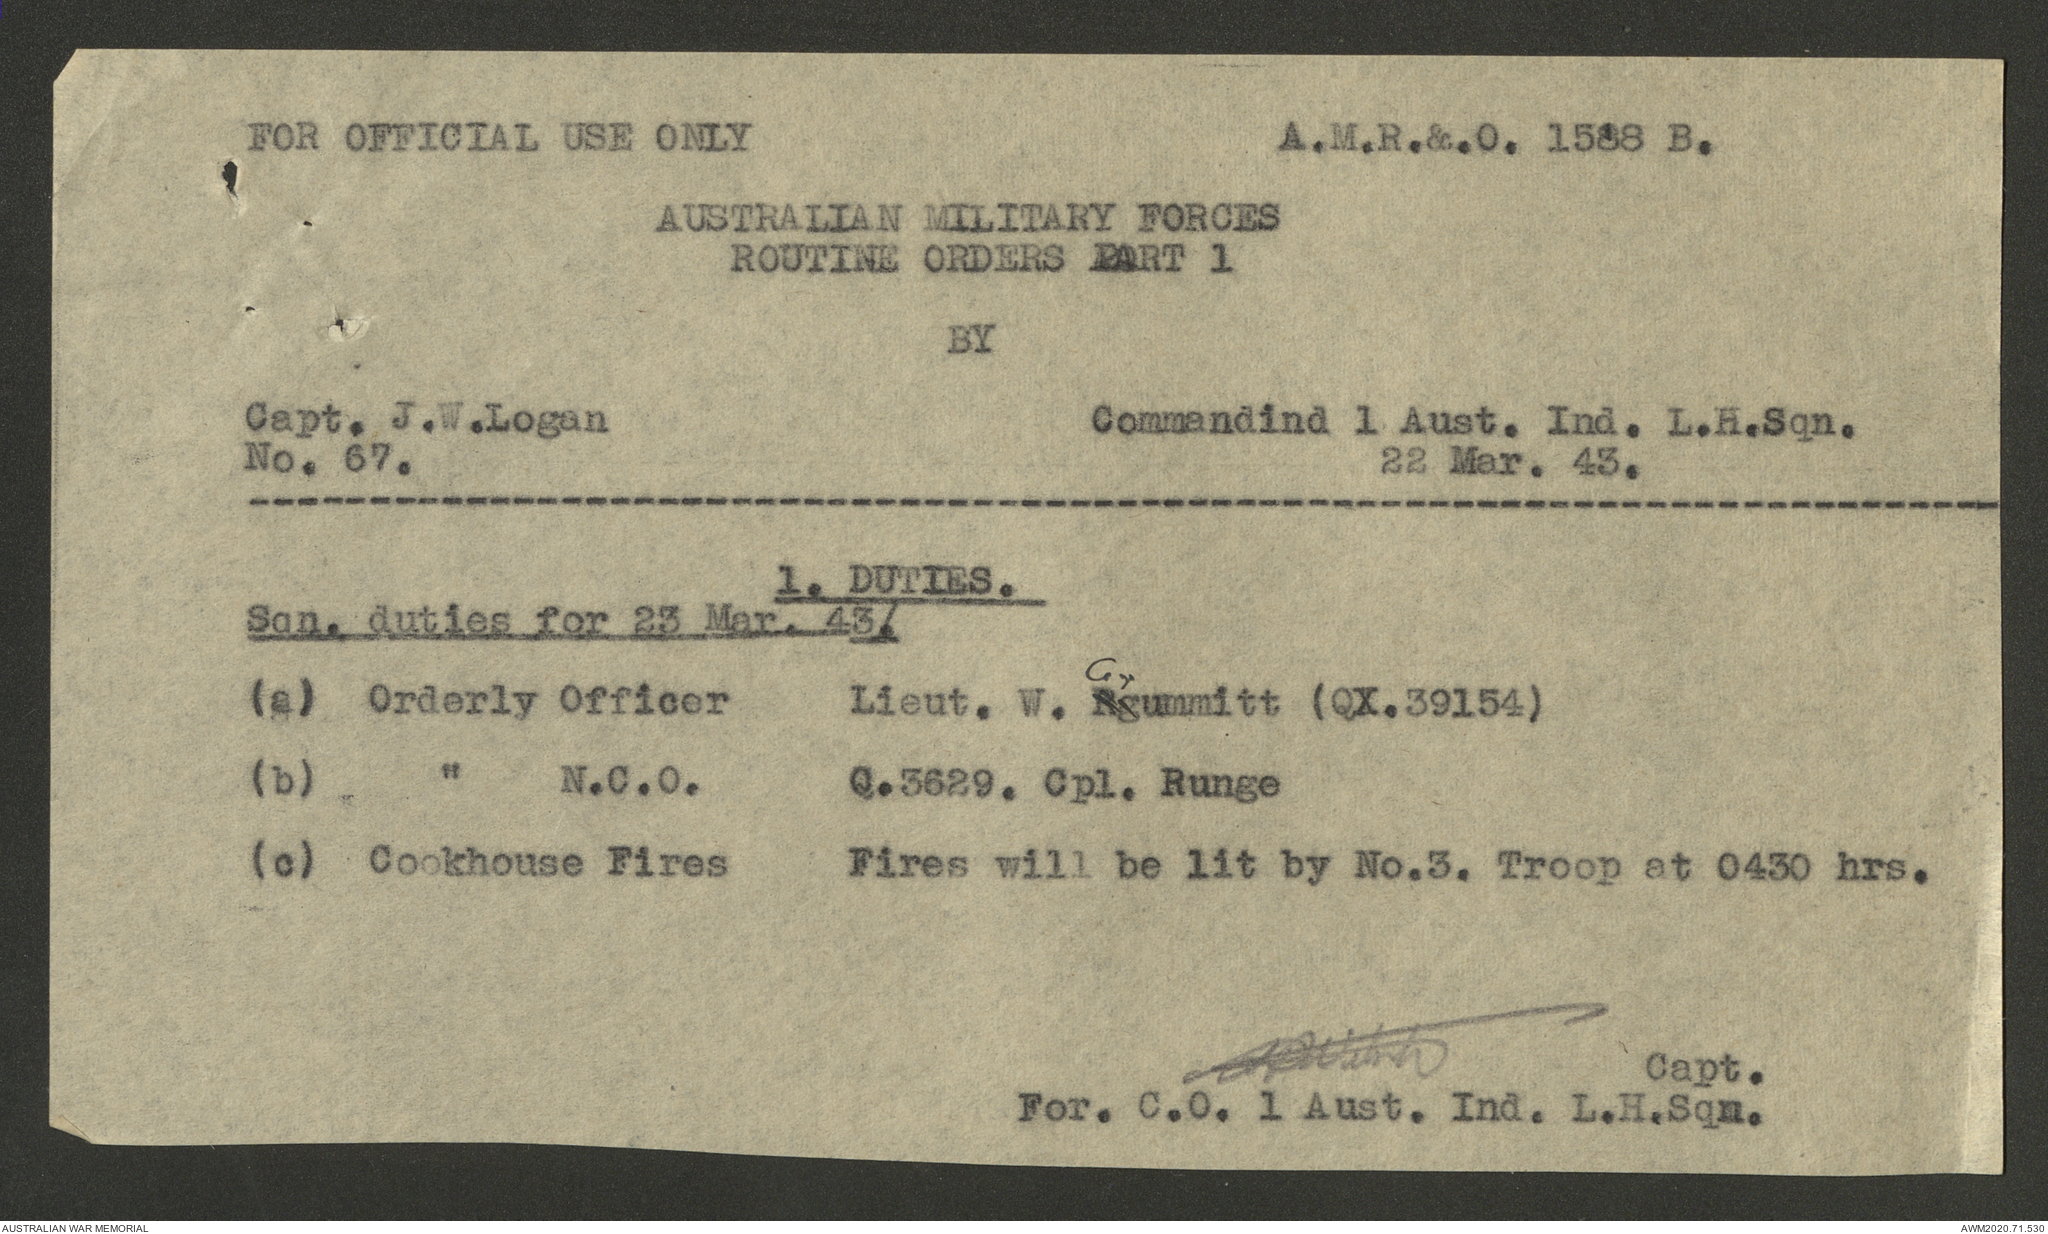 FOR OFFICIAL USE ONLY A.M.R.&.O. 1588 B.
AUSTRALIAN MILITARY FORCES
ROUTINE ORDERS PART 1
BY
Capt. J.W.Logan Commandind 1 Aust. Ind. L.H.Sqn.
No. 67. 22 Mar. 43.
1. DUTIES.
Sqn. duties for 23 Mar. 43.
(a) Orderly Officer Lieut. W. Grummitt (QX.39154)
(b) " N.C.O. Q.3629. Cpl. Runge
(c) Cookhouse Fires Fires will be lit by No.3. Troop at 0430 hrs.
Capt.
For. C.O. 1 Aust. Ind. L.H.Sqn.
AUSTRALIAN WAR MEMORIAL AWM2020.71.530